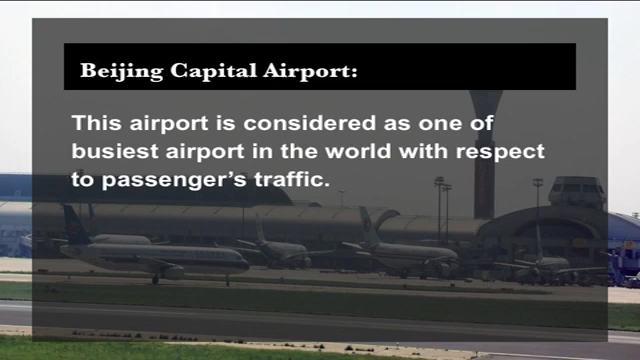 Beijing Capital Airport:
This airport is considered as one of
busiest airport in the world with respect
to passenger’s traffic.